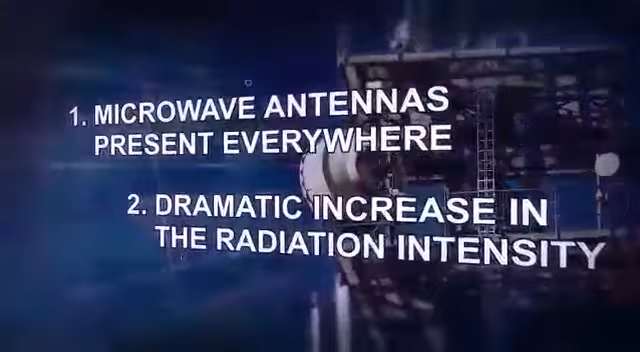 1. MICROWAVE ANTENNAS
PRESENT EVERYWHERE
2. DRAMATIC INCREASE IN
THE RADIATION INTENSITY